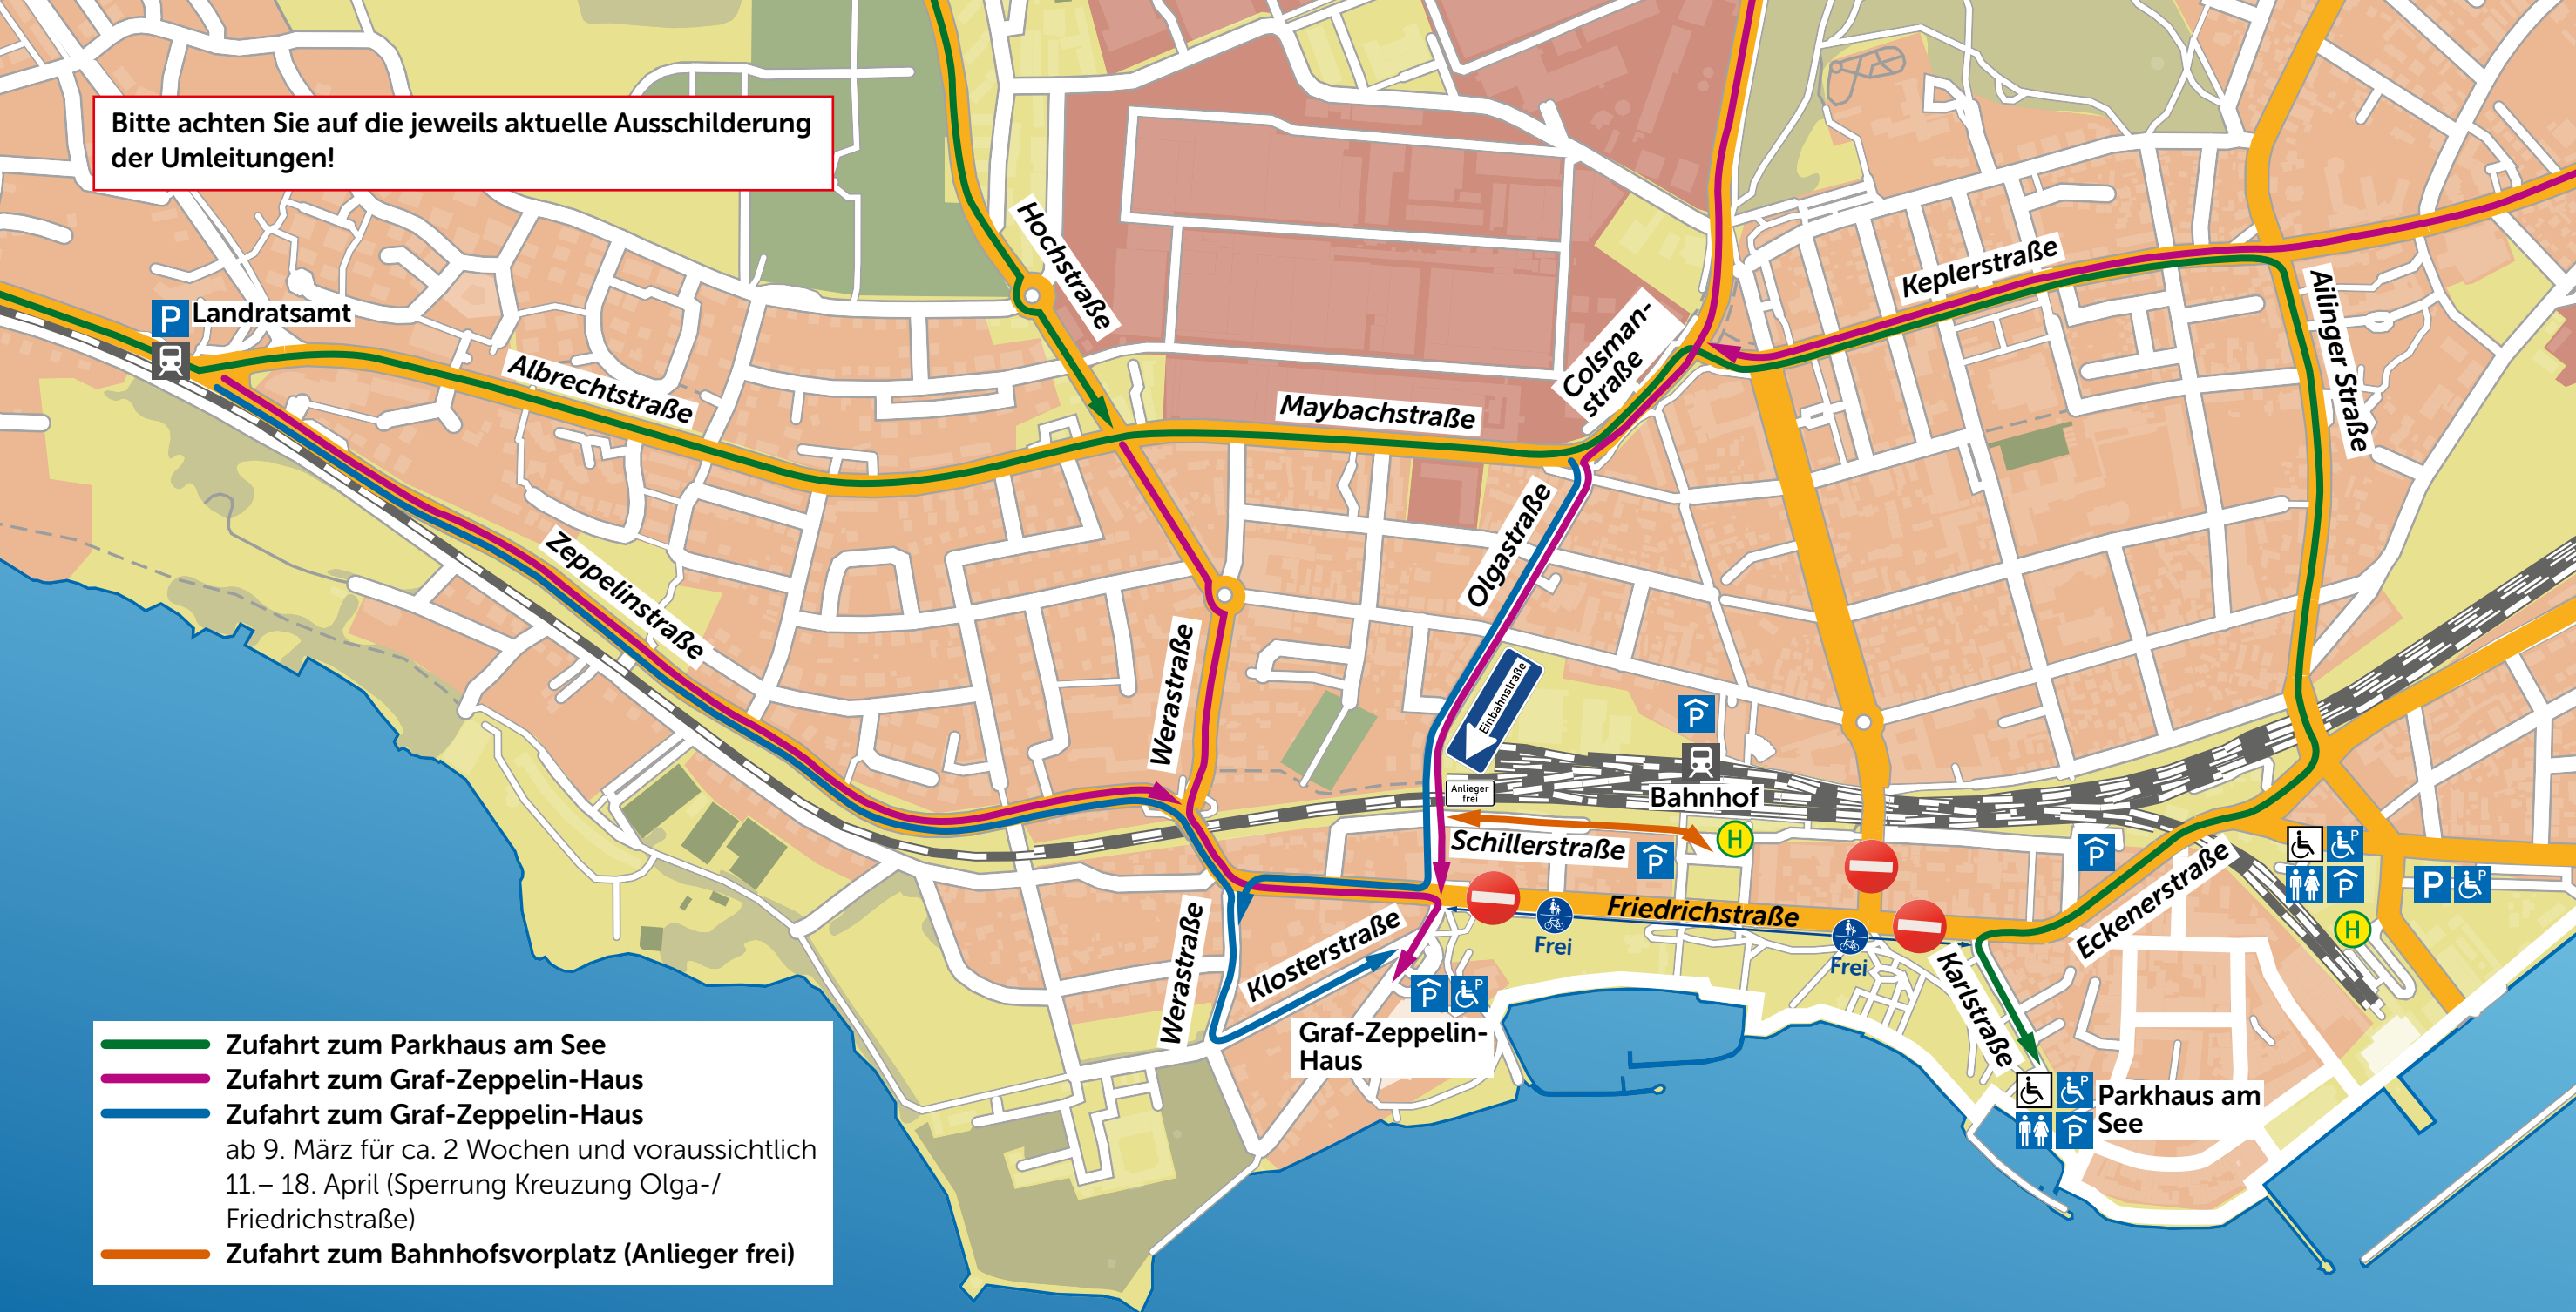 Bitte achten Sie auf die jeweils aktuelle Ausschilderung
der Umleitungen!
Hochstraße
Keplerstraße
Ailinger Straße
P
Landratsamt
Albrechtstraße
Maybachstraße
Colsman-
straße
Olgastraße
Zeppelinstraße
Werastraße
Einbahnstraße
Anlieger
frei
P
Bahnhof
H
Schillerstraße
P
P
P
P
P
P
H
Friedrichstraße
Frei
Frei
Eckenerstraße
Karlstraße
Werastraße
Klosterstraße
P
P
Graf-Zeppelin-
Haus
P
P
Parkhaus am
See
Zufahrt zum Parkhaus am See
Zufahrt zum Graf-Zeppelin-Haus
Zufahrt zum Graf-Zeppelin-Haus
ab 9. März für ca. 2 Wochen und voraussichtlich
11.– 18. April (Sperrung Kreuzung Olga-/
Friedrichstraße)
Zufahrt zum Bahnhofsvorplatz (Anlieger frei)